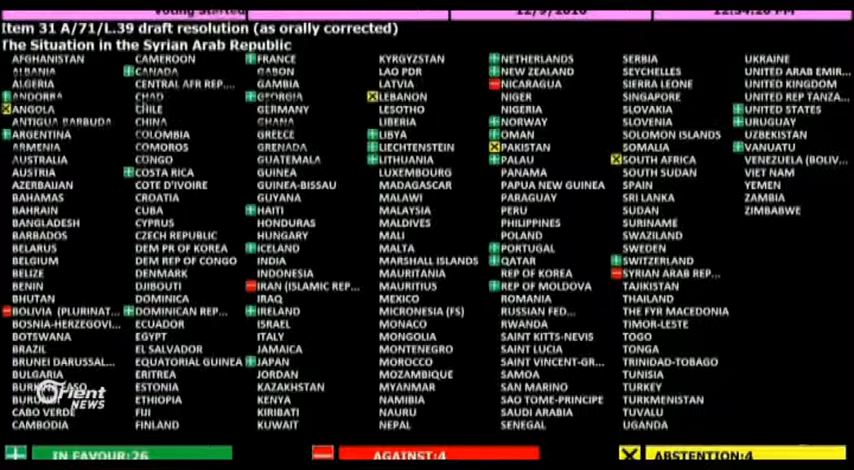 Voting Started
12/9/2016
Item 31 A/71/L.39 draft resolution (as orally corrected)
The Situation in the Syrian Arab Republic
AFGHANISTAN
ALBANIA
ALGERIA
ANDORRA
ANGOLA
ANTIGUA-BARBUDA
ARGENTINA
ARMENIA
AUSTRALIA
AUSTRIA
AZERBAIJAN
BAHAMAS
BAHRAIN
BANGLADESH
BARBADOS
BELARUS
BELGIUM
BELIZE
BENIN
BHUTAN
BOLIVIA (PLURINAT...
BOSNIA-HERZEGOVI...
BOTSWANA
BRAZIL
BRUNEI DARUSSAL...
BULGARIA
BURUNDI
CABO VERDE
CAMBODIA
CAMEROON
CANADA
CENTRAL AFR REP...
CHAD
CHILE
CHINA
COLOMBIA
COMOROS
CONGO
COSTA RICA
COTE D'IVOIRE
CROATIA
CUBA
CYPRUS
CZECH REPUBLIC
DEM PR OF KOREA
DEM REP OF CONGO
DENMARK
DJIBOUTI
DOMINICA
DOMINICAN REP...
ECUADOR
EGYPT
EL SALVADOR
EQUATORIAL GUINEA
ERITREA
ESTONIA
ETHIOPIA
FIJI
FINLAND
FRANCE
GABON
GAMBIA
GEORGIA
GERMANY
GHANA
GREECE
GRENADA
GUATEMALA
GUINEA
GUINEA-BISSAU
GUYANA
HAITI
HONDURAS
HUNGARY
ICELAND
INDIA
INDONESIA
IRAN (ISLAMIC REP...
IRAQ
IRELAND
ISRAEL
ITALY
JAMAICA
JAPAN
JORDAN
KAZAKHSTAN
KENYA
KIRIBATI
KUWAIT
KYRGYZSTAN
LAO PDR
LATVIA
LEBANON
LESOTHO
LIBERIA
LIBYA
LIECHTENSTEIN
LITHUANIA
LUXEMBOURG
MADAGASCAR
MALAWI
MALAYSIA
MALDIVES
MALI
MALTA
MARSHALL ISLANDS
MAURITANIA
MAURITIUS
MEXICO
MICRONESIA (FS)
MONACO
MONGOLIA
MONTENEGRO
MOROCCO
MOZAMBIQUE
MYANMAR
NAMIBIA
NAURU
NEPAL
NETHERLANDS
NEW ZEALAND
NICARAGUA
NIGER
NIGERIA
NORWAY
OMAN
PAKISTAN
PALAU
PANAMA
PAPUA NEW GUINEA
PARAGUAY
PERU
PHILIPPINES
POLAND
PORTUGAL
QATAR
REP OF KOREA
REP OF MOLDOVA
ROMANIA
RUSSIAN FED...
RWANDA
SAINT KITTS-NEVIS
SAINT LUCIA
SAINT VINCENT-GR...
SAMOA
SAN MARINO
SAO TOME-PRINCIPE
SAUDI ARABIA
SENEGAL
SERBIA
SEYCHELLES
SIERRA LEONE
SINGAPORE
SLOVAKIA
SLOVENIA
SOLOMON ISLANDS
SOMALIA
SOUTH AFRICA
SOUTH SUDAN
SPAIN
SRI LANKA
SUDAN
SURINAME
SWAZILAND
SWEDEN
SWITZERLAND
SYRIAN ARAB REP...
TAJIKISTAN
THAILAND
THE FYR MACEDONIA
TIMOR-LESTE
TOGO
TONGA
TRINIDAD-TOBAGO
TUNISIA
TURKEY
TURKMENISTAN
TUVALU
UGANDA
UKRAINE
UNITED ARAB EMIR...
UNITED KINGDOM
UNITED REP TANZA...
UNITED STATES
URUGUAY
UZBEKISTAN
VANUATU
VENEZUELA (BOLIV...
VIET NAM
YEMEN
ZAMBIA
ZIMBABWE
Orient
NEWS
IN FAVOUR:26
AGAINST:4
ABSTENTION:4